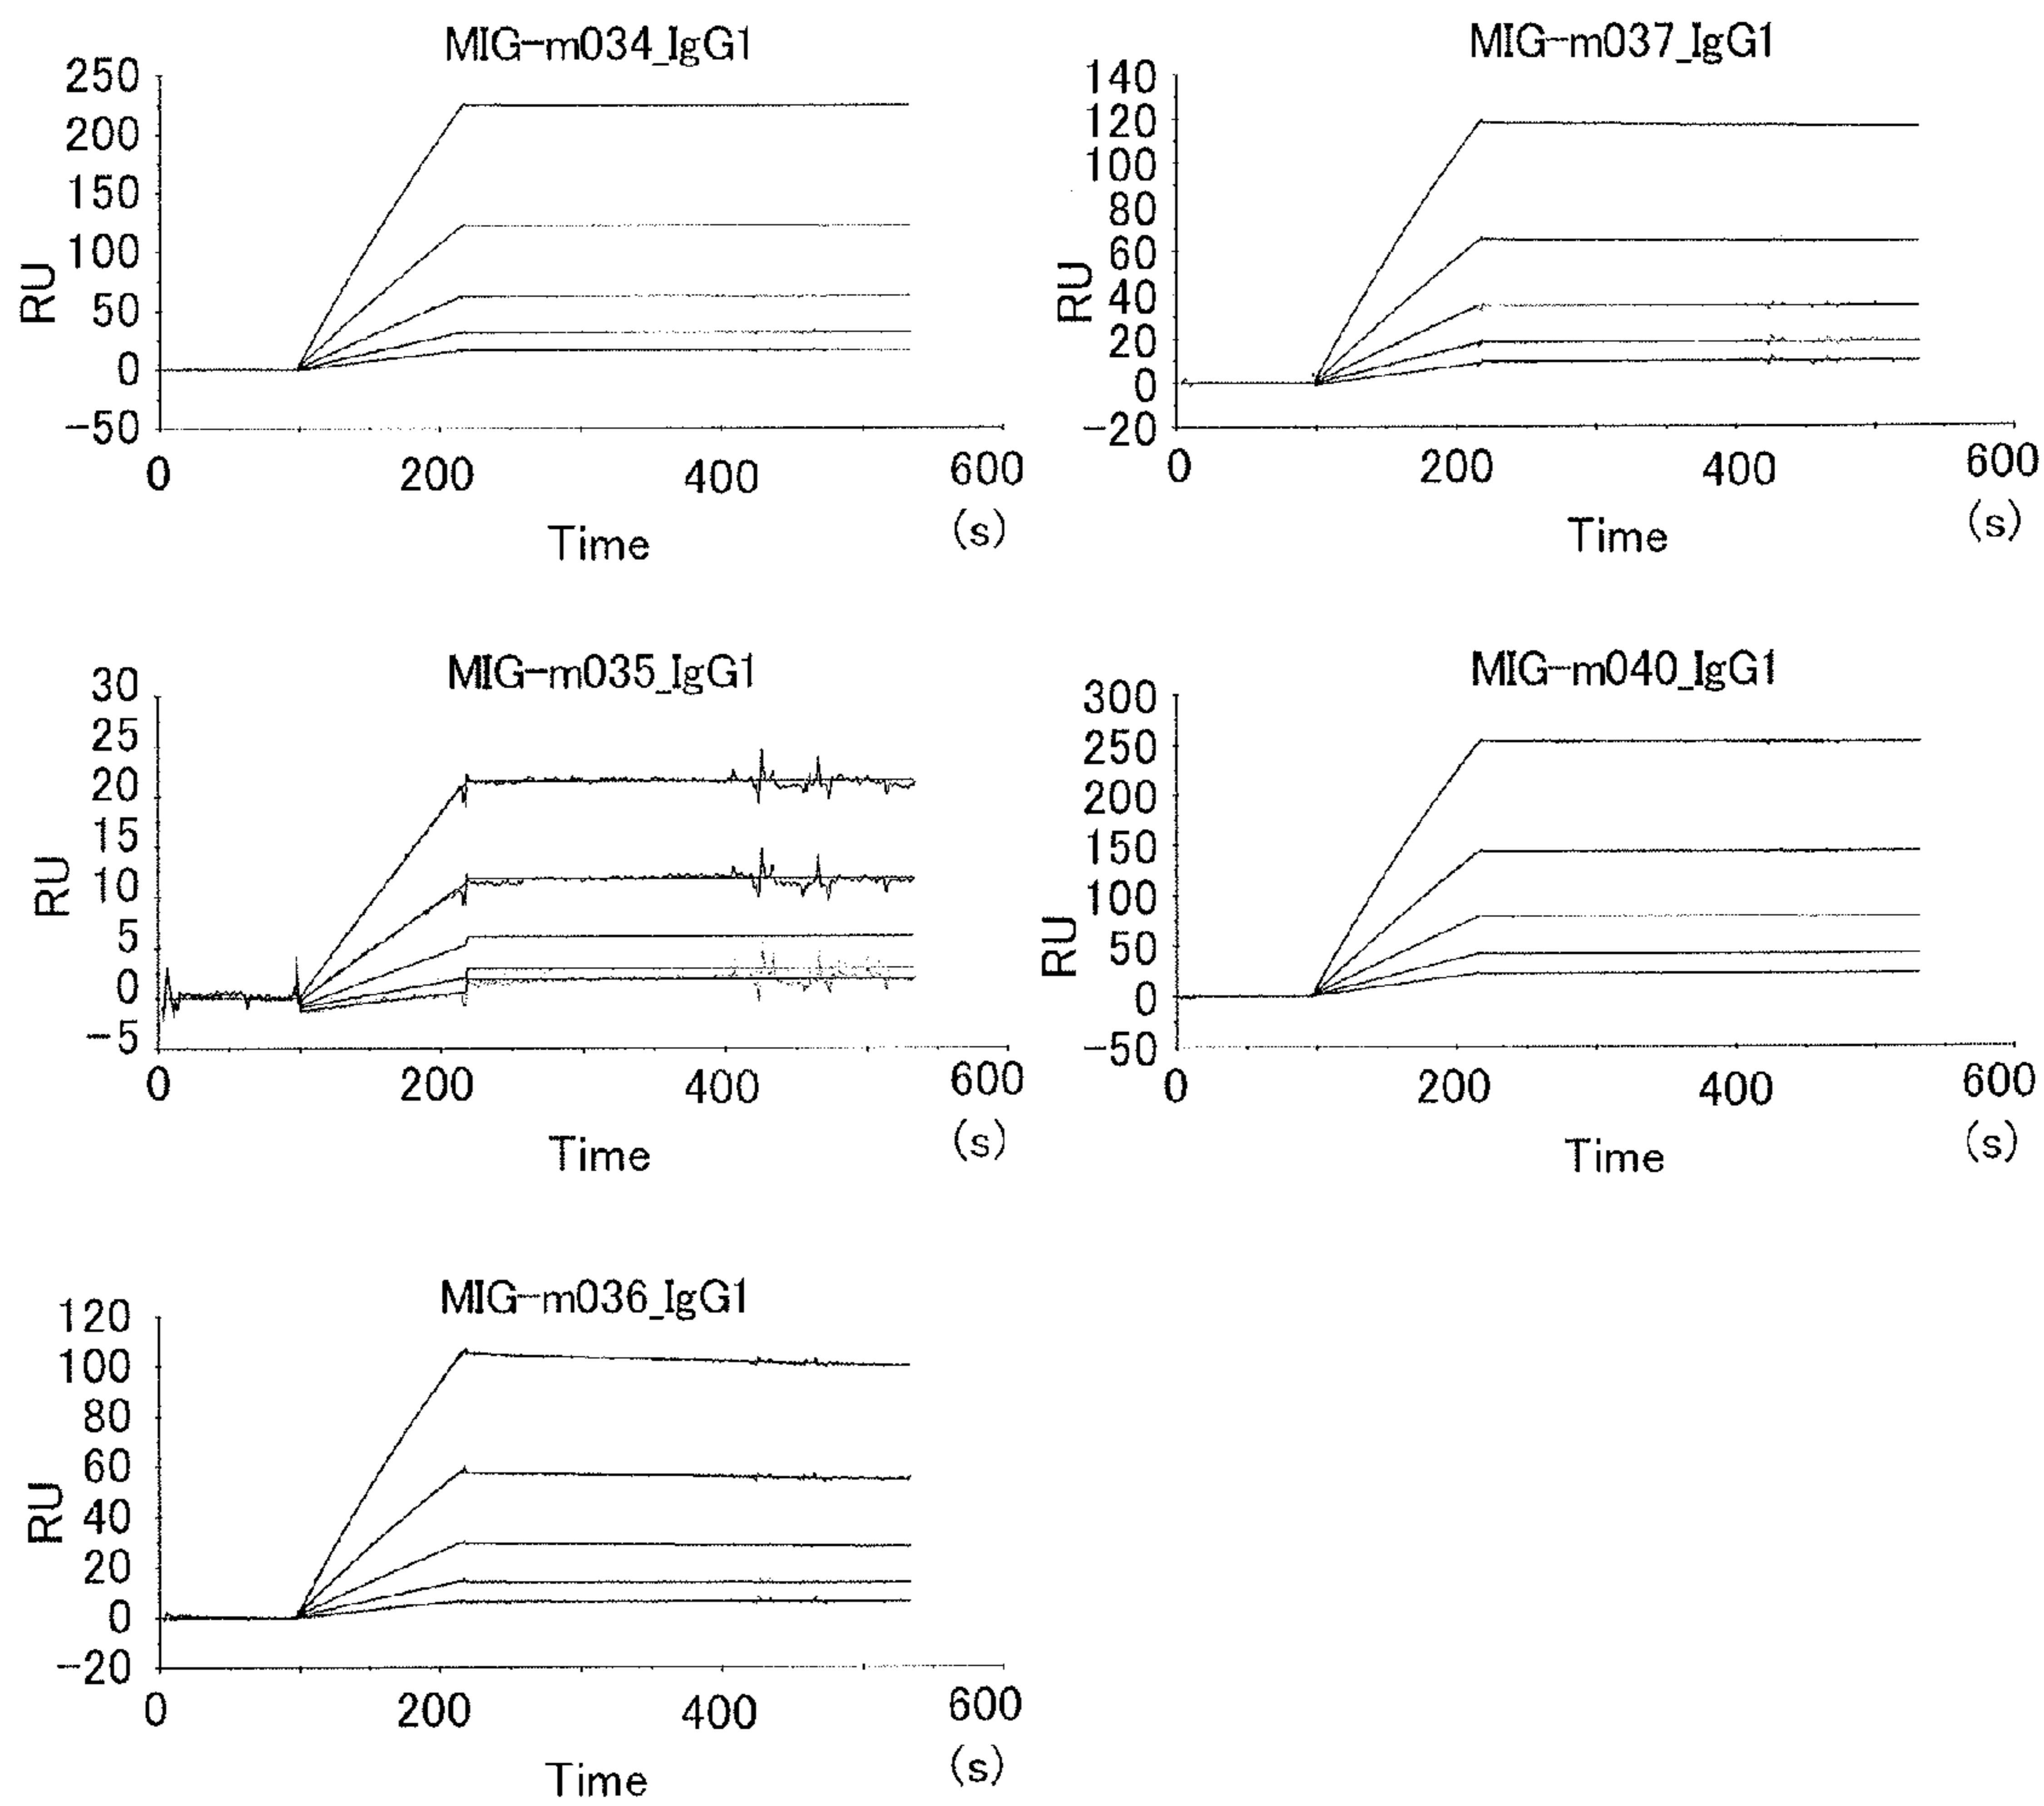 MIG-m034_IgG1
250
200
150
100
50
0
-50
RU
0 200 400 600
(s)
Time
MIG-m037_IgG1
140
120
100
80
60
40
20
0
-20
RU
0 200 400 600
(s)
Time
MIG-m035_IgG1
30
25
20
15
10
5
0
-5
RU
0 200 400 600
(s)
Time
MIG-m040_IgG1
300
250
200
150
100
50
0
-50
RU
0 200 400 600
(s)
Time
MIG-m036_IgG1
120
100
80
60
40
20
0
-20
RU
0 200 400 600
(s)
Time